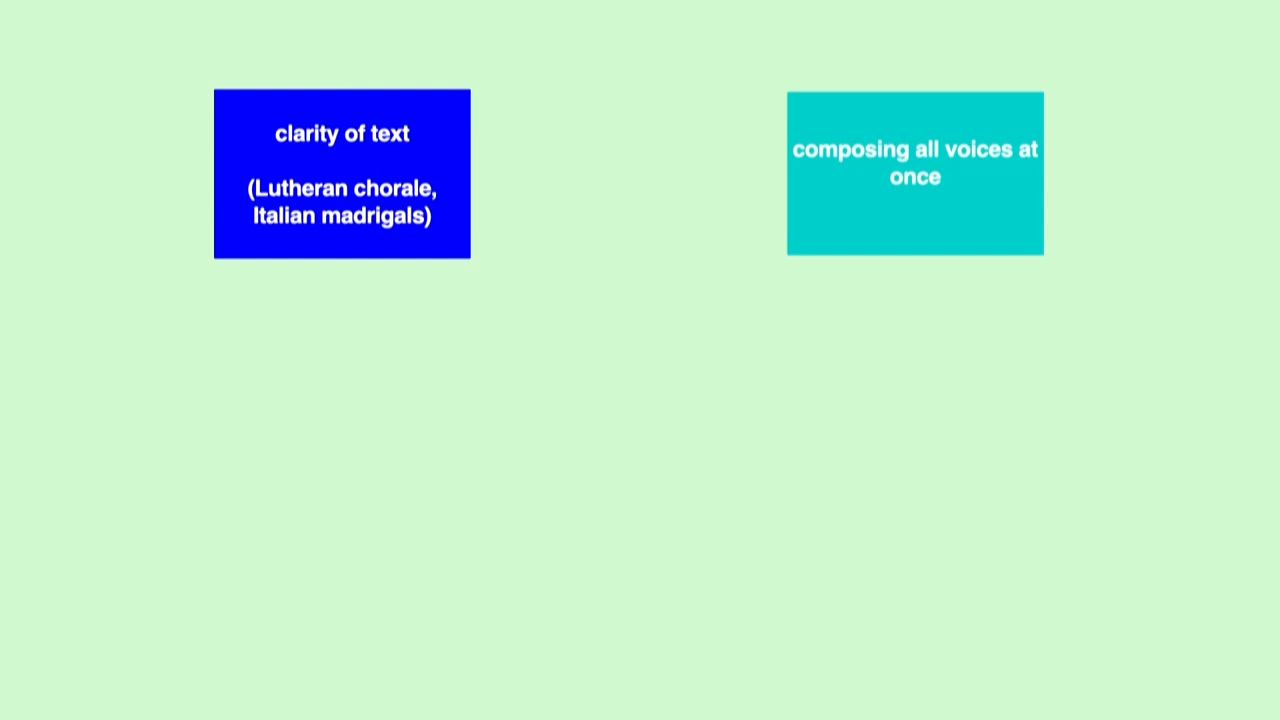 clarity of text
(Lutheran chorale,
Italian madrigals)
composing all voices at
once